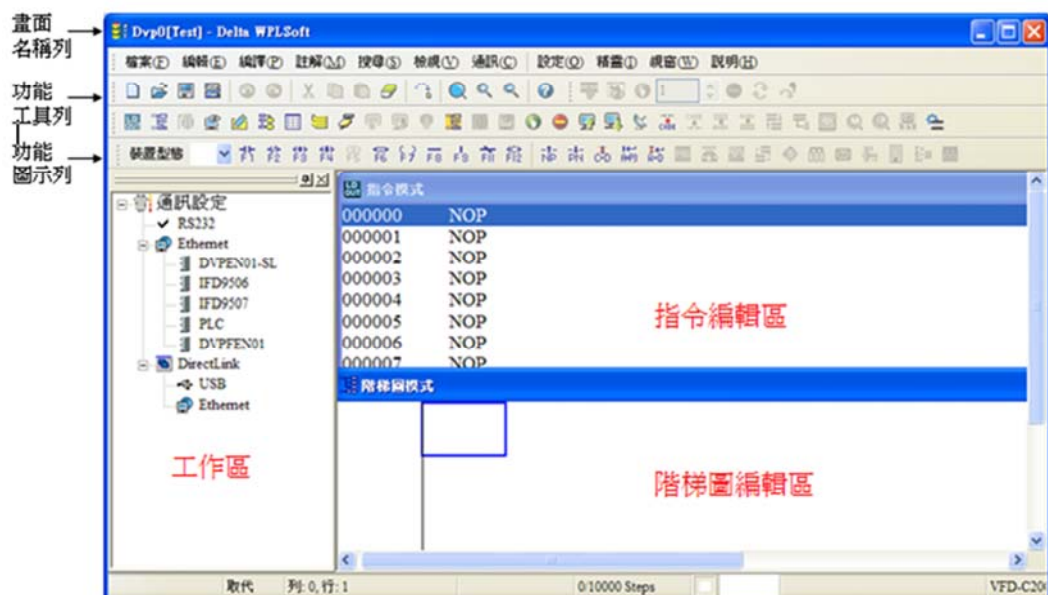 畫面
名稱列
功能
工具列
功能
圖示列
Dvp0[Test] - Delta WPLSoft
檔案(F) 編輯(E) 編譯(P) 註解(M) 搜尋(S) 檢視(V) 通訊(C) 設定(O) 精靈(I) 視窗(W) 說明(H)
1
裝置型態
通訊設定
RS232
Ethernet
DVPEN01-SL
IFD9506
IFD9507
PLC
DVPFEN01
DirectLink
USB
Ethernet
工作區
指令模式
000000 NOP
000001 NOP
000002 NOP
000003 NOP
000004 NOP
000005 NOP
000006 NOP
000007 NOP
指令編輯區
階梯圖模式
階梯圖編輯區
取代 列: 0, 行: 1 0/10000 Steps VFD-C20